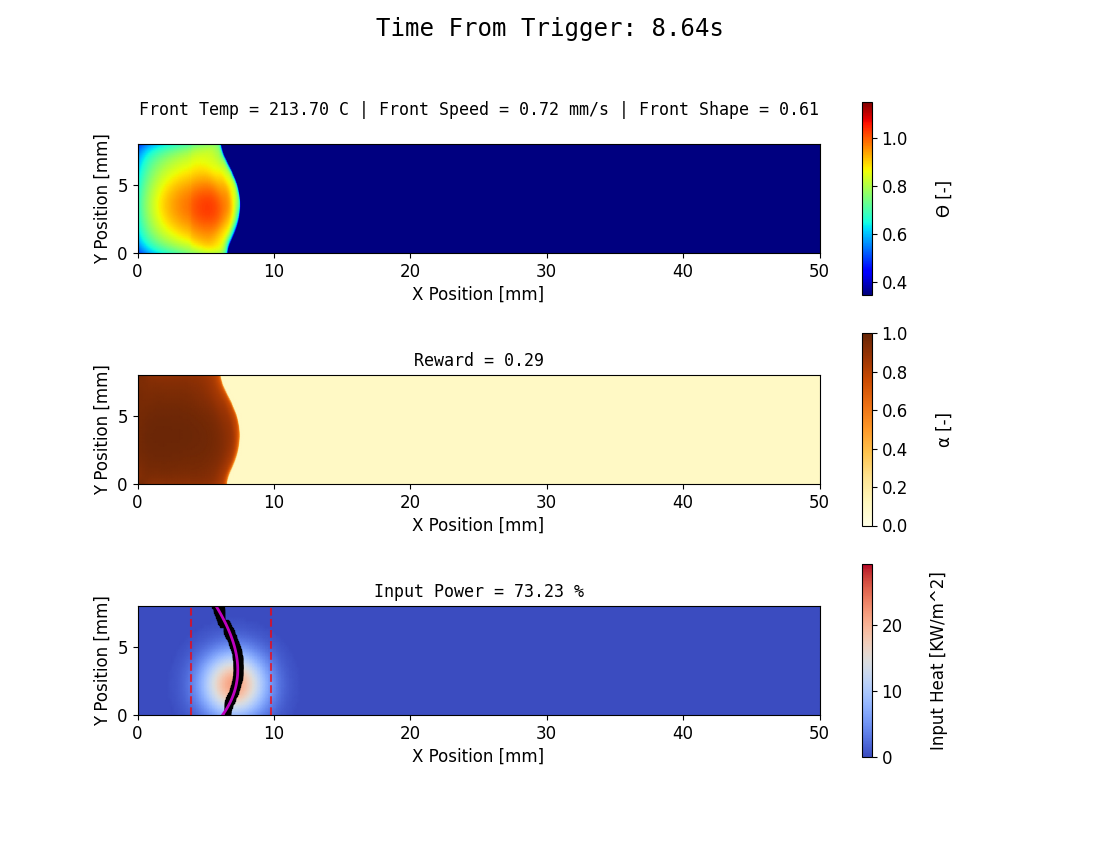 Time From Trigger: 8.64s
Front Temp = 213.70 C | Front Speed = 0.72 mm/s | Front Shape = 0.61
Y Position [mm]
5
0
0 10 20 30 40 50
X Position [mm]
1.0
0.8
0.6
0.4
Θ [-]
Reward = 0.29
Y Position [mm]
5
0
0 10 20 30 40 50
X Position [mm]
1.0
0.8
0.6
0.4
0.2
0.0
α [-]
Input Power = 73.23 %
Y Position [mm]
5
0
0 10 20 30 40 50
X Position [mm]
20
10
0
Input Heat [KW/m^2]